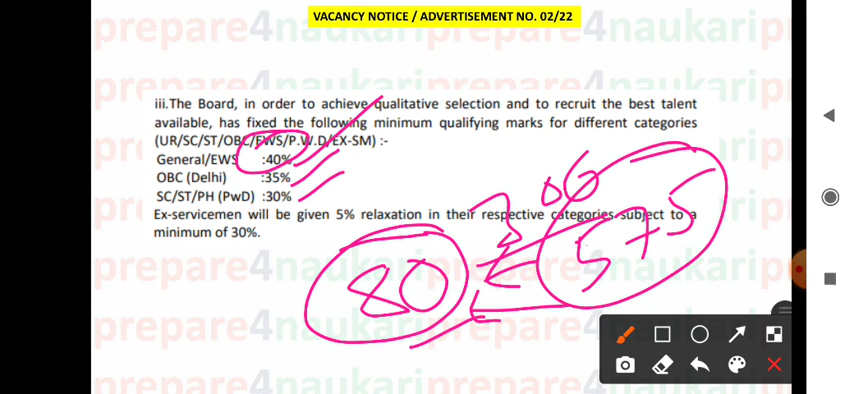 VACANCY NOTICE / ADVERTISEMENT NO. 02/22
prepare4naukari
iii.The Board, in order to achieve qualitative selection and to recruit the best talent
available, has fixed the following minimum qualifying marks for different categories
(UR/SC/ST/OBC/EWS/P.W.D/EX-SM) :-
General/EWS :40%
OBC (Delhi) :35%
SC/ST/PH (PwD) :30%
Ex-servicemen will be given 5% relaxation in their respective categories subject to a
minimum of 30%.
06
575
80